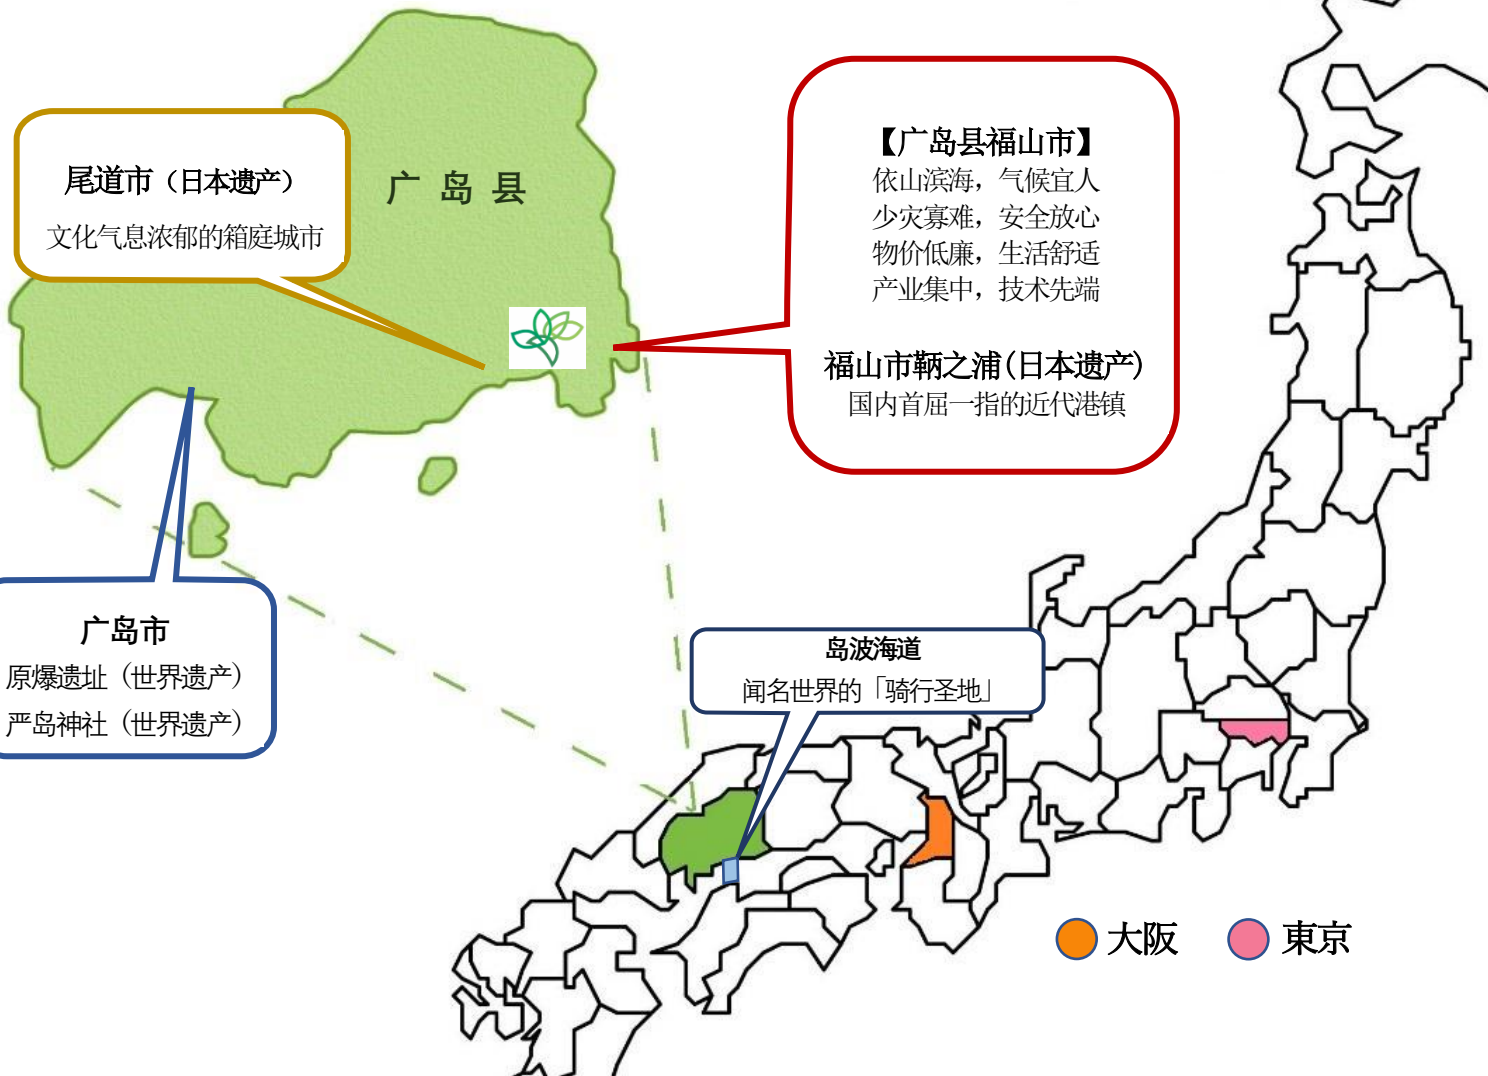 尾道市（日本遗产）
文化气息浓郁的箱庭城市
广 岛 县
【广岛县福山市】
依山滨海，气候宜人
少灾寡难，安全放心
物价低廉，生活舒适
产业集中，技术先端
福山市鞆之浦(日本遗产)
国内首屈一指的近代港镇
广岛市
原爆遗址（世界遗产）
严岛神社（世界遗产）
岛波海道
闻名世界的「骑行圣地」
大阪
東京